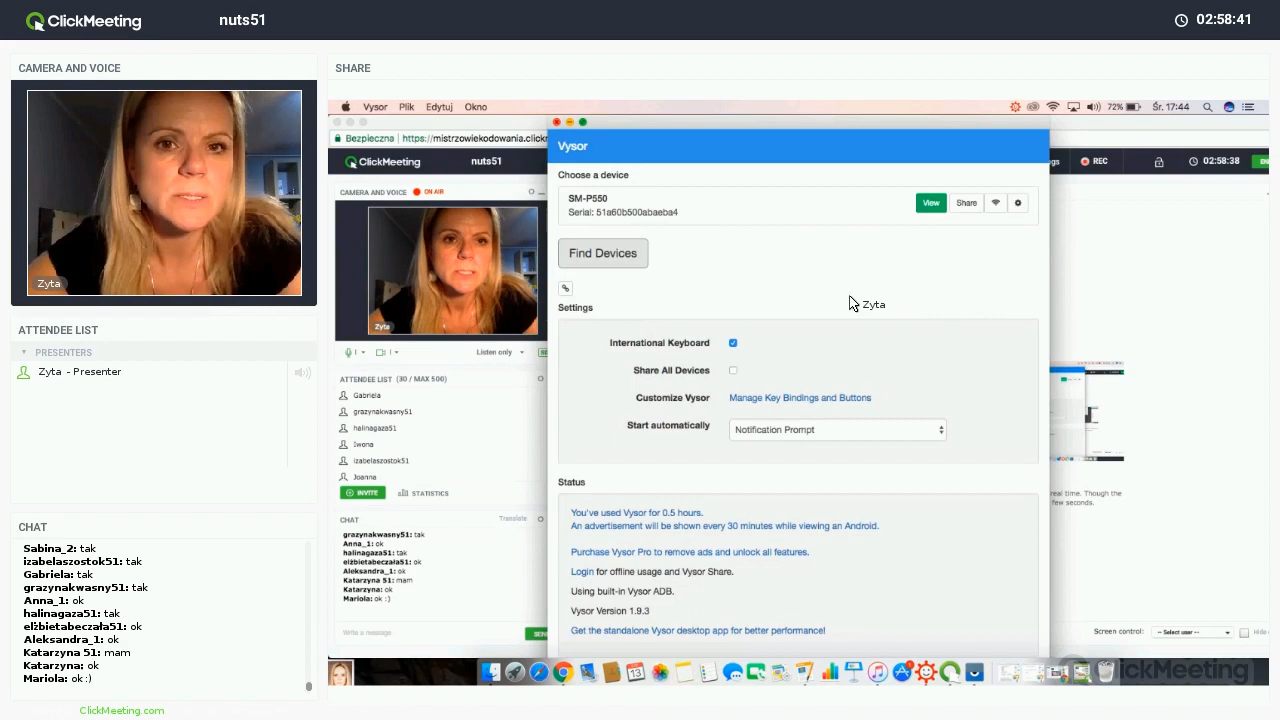 ClickMeeting
nuts51
02:58:41
CAMERA AND VOICE
Zyta
ATTENDEE LIST
PRESENTERS
Zyta - Presenter
CHAT
Sabina_2: tak
izabelaszostok51: tak
Gabriela: tak
grazynakwasny51: tak
Anna_1: ok
halinagaza51: tak
elżbietabeczała51: ok
Aleksandra_1: ok
Katarzyna 51: mam
Katarzyna: ok
Mariola: ok :)
ClickMeeting.com
SHARE
Vysor Plik Edytuj Okno
72% Śr. 17:44
Bezpieczna https://mistrzowiekodowania.clickm
ClickMeeting
nuts51
REC
02:58:38
CAMERA AND VOICE ON AIR
Zyta
Listen only
ATTENDEE LIST (30 / MAX 500)
Gabriela
grazynakwasny51
halinagaza51
Iwona
izabelaszostok51
Joanna
INVITE STATISTICS
CHAT
Translate
grazynakwasny51: tak
Anna_1: ok
halinagaza51: tak
elżbietabeczała51: ok
Aleksandra_1: ok
Katarzyna 51: mam
Katarzyna: ok
Mariola: ok :)
Write a message
Vysor
Choose a device
SM-P550
Serial: 51a60b500abaeba4
View
Share
Find Devices
Zyta
Settings
International Keyboard
Share All Devices
Customize Vysor Manage Key Bindings and Buttons
Start automatically Notification Prompt
Status
You've used Vysor for 0.5 hours.
An advertisement will be shown every 30 minutes while viewing an Android.
Purchase Vysor Pro to remove ads and unlock all features.
Login for offline usage and Vysor Share.
Using built-in Vysor ADB.
Vysor Version 1.9.3
Get the standalone Vysor desktop app for better performance!
real time. Though the
few seconds.
Screen control: -- Select user -- Hide
13
ClickMeeting